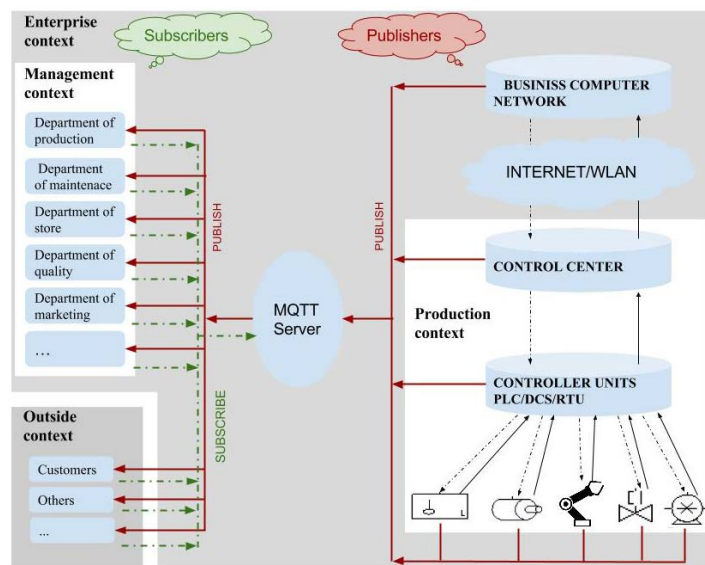 Enterprise
context
Subscribers
Publishers
Management
context
Department of
production
Department
of maintenace
Department of
store
Department of
quality
Department of
marketing
...
Outside
context
Customers
Others
...
PUBLISH
SUBSCRIBE
MQTT
Server
PUBLISH
BUSINISS COMPUTER
NETWORK
INTERNET/WLAN
CONTROL CENTER
Production
context
CONTROLLER UNITS
PLC/DCS/RTU
L